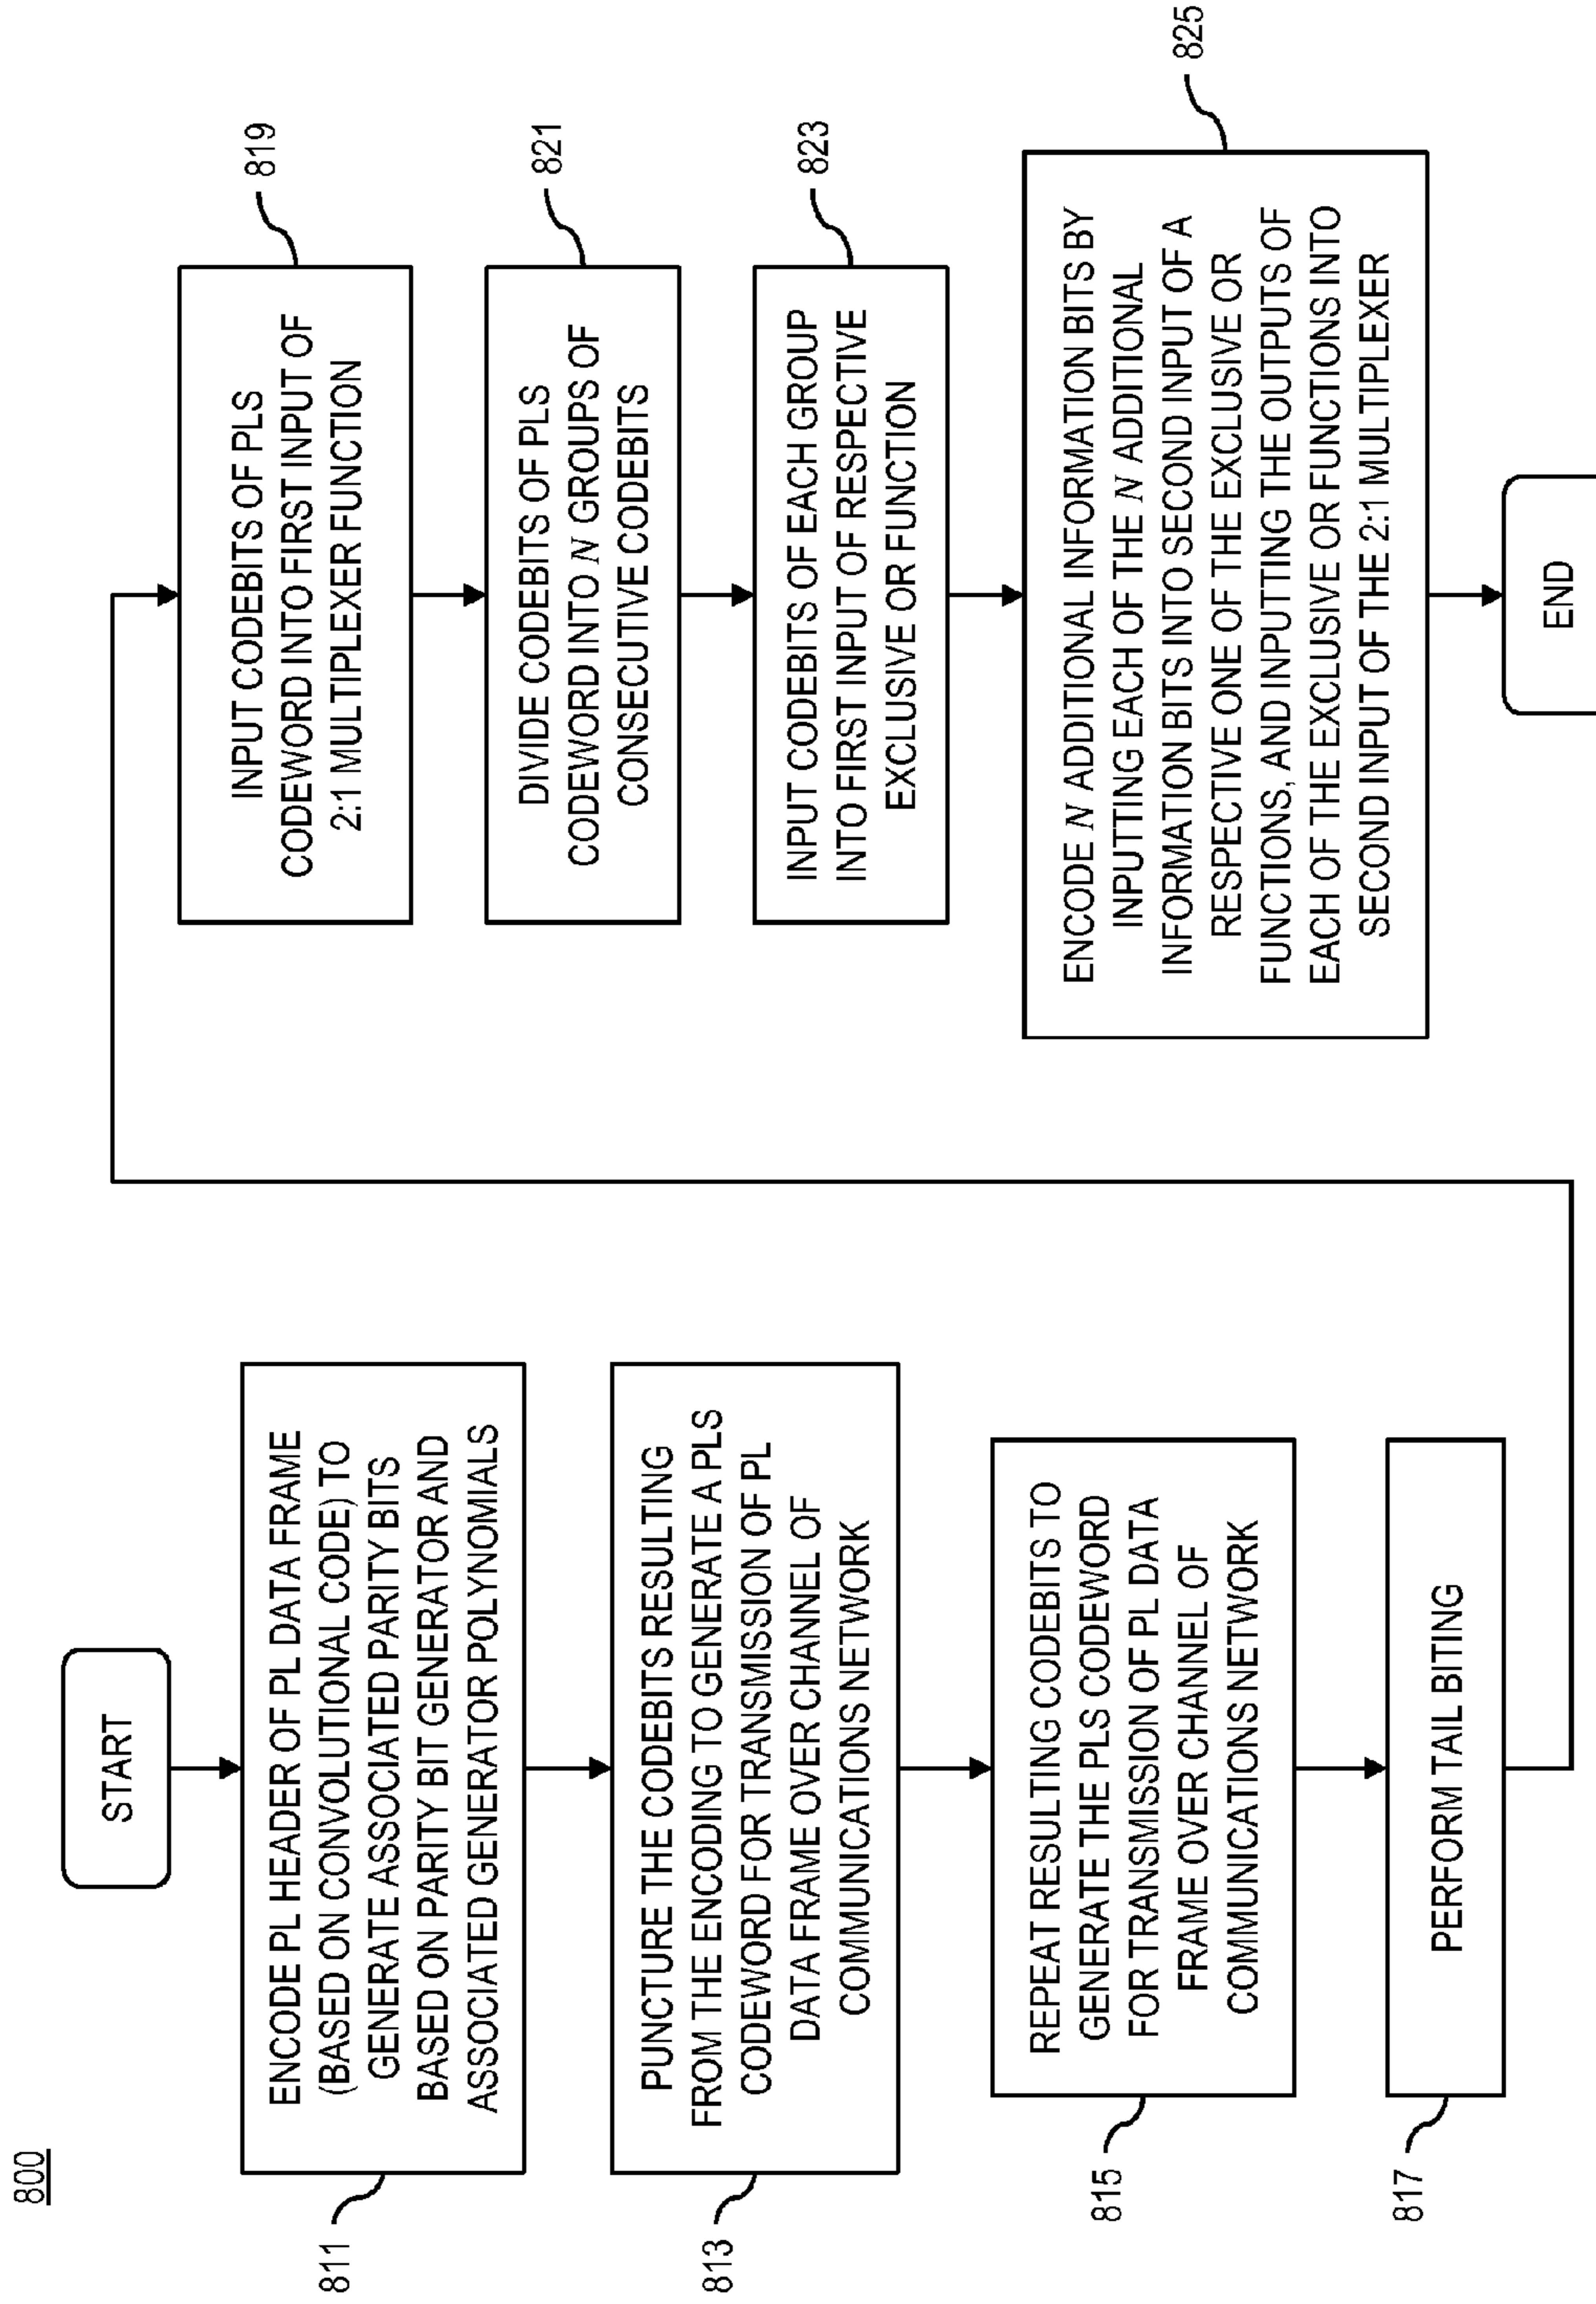 800
START
811
ENCODE PL HEADER OF PL DATA FRAME
(BASED ON CONVOLUTIONAL CODE) TO
GENERATE ASSOCIATED PARITY BITS
BASED ON PARITY BIT GENERATOR AND
ASSOCIATED GENERATOR POLYNOMIALS
813
PUNCTURE THE CODEBITS RESULTING
FROM THE ENCODING TO GENERATE A PLS
CODEWORD FOR TRANSMISSION OF PL
DATA FRAME OVER CHANNEL OF
COMMUNICATIONS NETWORK
815
REPEAT RESULTING CODEBITS TO
GENERATE THE PLS CODEWORD
FOR TRANSMISSION OF PL DATA
FRAME OVER CHANNEL OF
COMMUNICATIONS NETWORK
817
PERFORM TAIL BITING
819
INPUT CODEBITS OF PLS
CODEWORD INTO FIRST INPUT OF
2:1 MULTIPLEXER FUNCTION
821
DIVIDE CODEBITS OF PLS
CODEWORD INTO N GROUPS OF
CONSECUTIVE CODEBITS
823
INPUT CODEBITS OF EACH GROUP
INTO FIRST INPUT OF RESPECTIVE
EXCLUSIVE OR FUNCTION
825
ENCODE N ADDITIONAL INFORMATION BITS BY
INPUTTING EACH OF THE N ADDITIONAL
INFORMATION BITS INTO SECOND INPUT OF A
RESPECTIVE ONE OF THE EXCLUSIVE OR
FUNCTIONS, AND INPUTTING THE OUTPUTS OF
EACH OF THE EXCLUSIVE OR FUNCTIONS INTO
SECOND INPUT OF THE 2:1 MULTIPLEXER
END